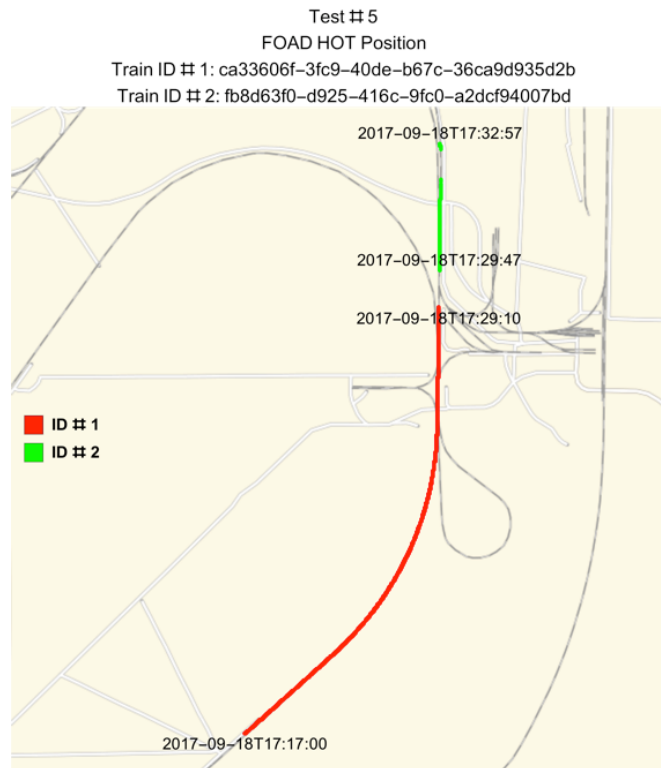 Test # 5
FOAD HOT Position
Train ID # 1: ca33606f-3fc9-40de-b67c-36ca9d935d2b
Train ID # 2: fb8d63f0-d925-416c-9fc0-a2dcf94007bd
2017-09-18T17:32:57
2017-09-18T17:29:47
2017-09-18T17:29:10
ID # 1
ID # 2
2017-09-18T17:17:00